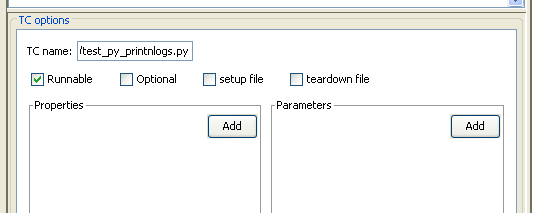 TC options
TC name: /test_py_printnlogs.py
Runnable Optional setup file teardown file
Properties Parameters
Add Add